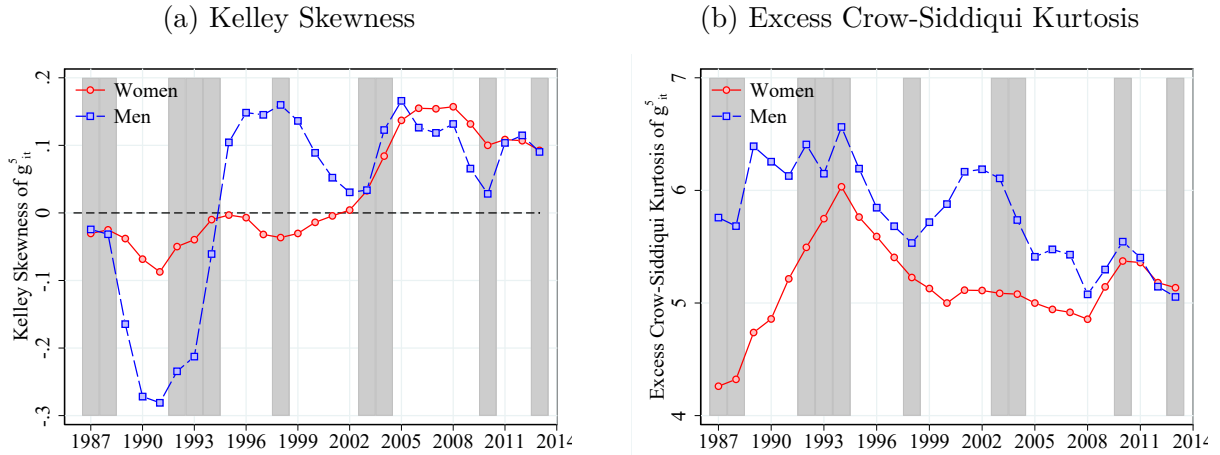 (a) Kelley Skewness
Kelley Skewness of g⁵ᵢₜ
.2
.1
0
-.1
-.2
-.3
Women
Men
1987 1990 1993 1996 1999 2002 2005 2008 2011 2014
(b) Excess Crow-Siddiqui Kurtosis
Excess Crow-Siddiqui Kurtosis of g⁵ᵢₜ
7
6
5
4
Women
Men
1987 1990 1993 1996 1999 2002 2005 2008 2011 2014